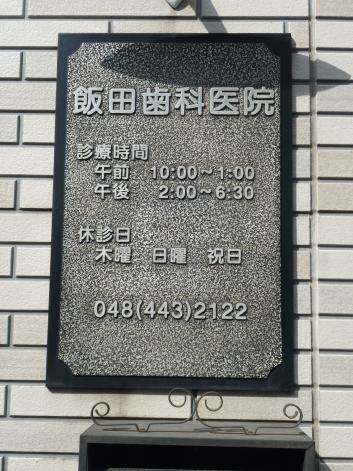 飯田歯科医院
診療時間
午前 10:00～1:00
午後 2:00～6:30
休診日
木曜 日曜 祝日
048(443)2122